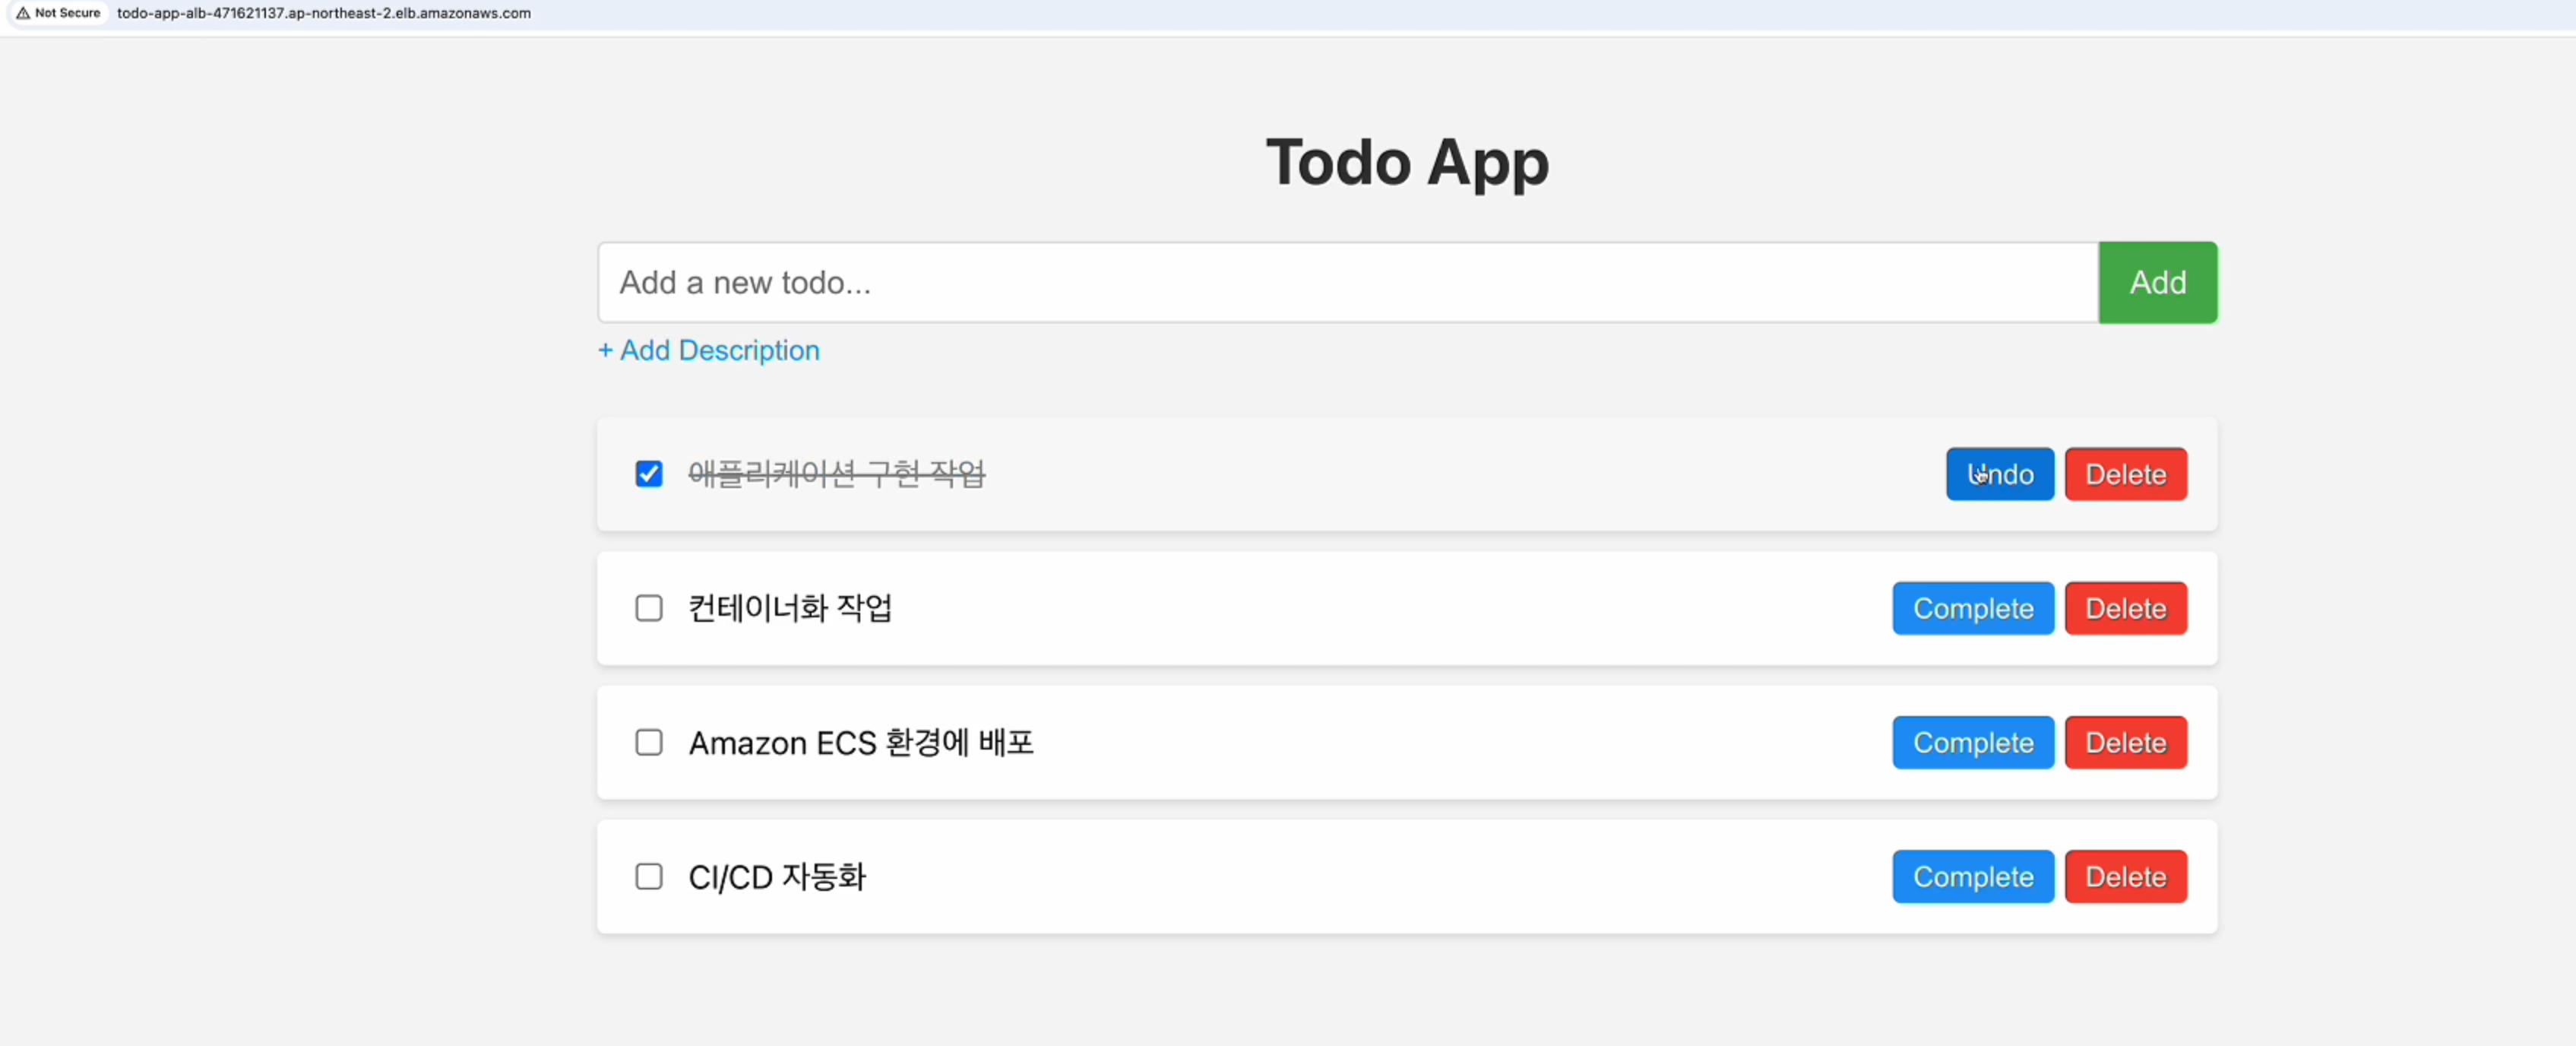 Not Secure todo-app-alb-471621137.ap-northeast-2.elb.amazonaws.com
Todo App
Add a new todo... Add
+ Add Description
애플리케이션 구현 작업 Undo Delete
컨테이너화 작업 Complete Delete
Amazon ECS 환경에 배포 Complete Delete
CI/CD 자동화 Complete Delete